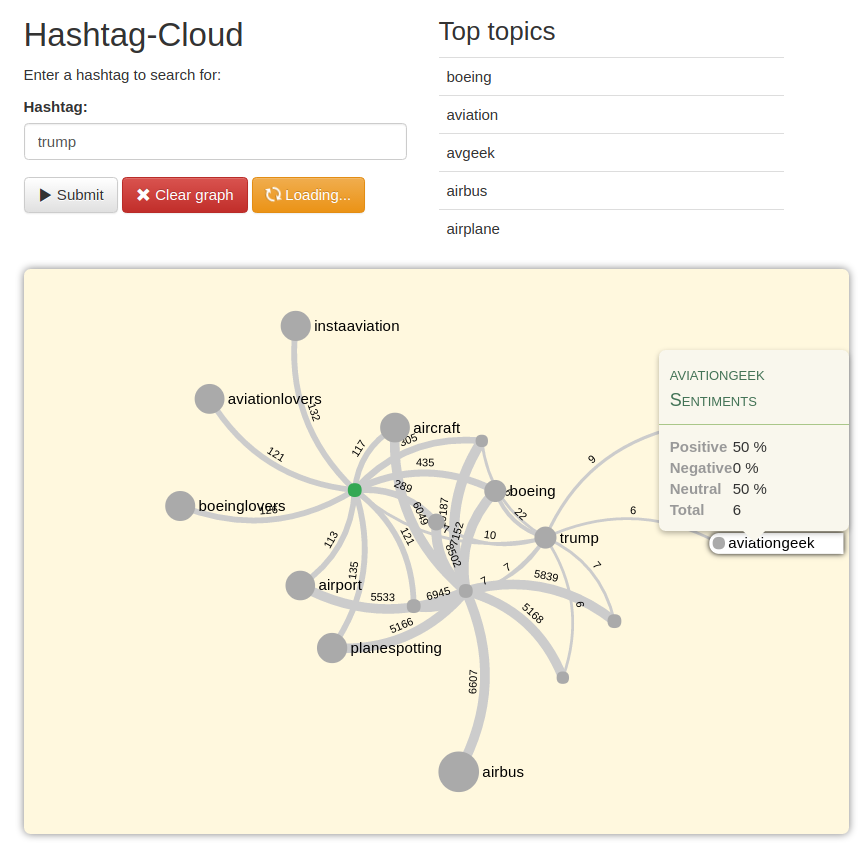 Hashtag-Cloud
Enter a hashtag to search for:
Hashtag:
trump
Submit
Clear graph
Loading...
Top topics
boeing
aviation
avgeek
airbus
airplane
instaaviation
aviationlovers
132
aircraft
117
305
121
435
289
boeing
boeinglovers
126
6049
187
22
7
7152
8502
121
10
trump
9
6
113
135
airport
5533
6945
7
7
5839
7
5166
5168
6
planespotting
6607
airbus
AVIATIONGEEK
SENTIMENTS
Positive 50 %
Negative0 %
Neutral 50 %
Total 6
aviationgeek